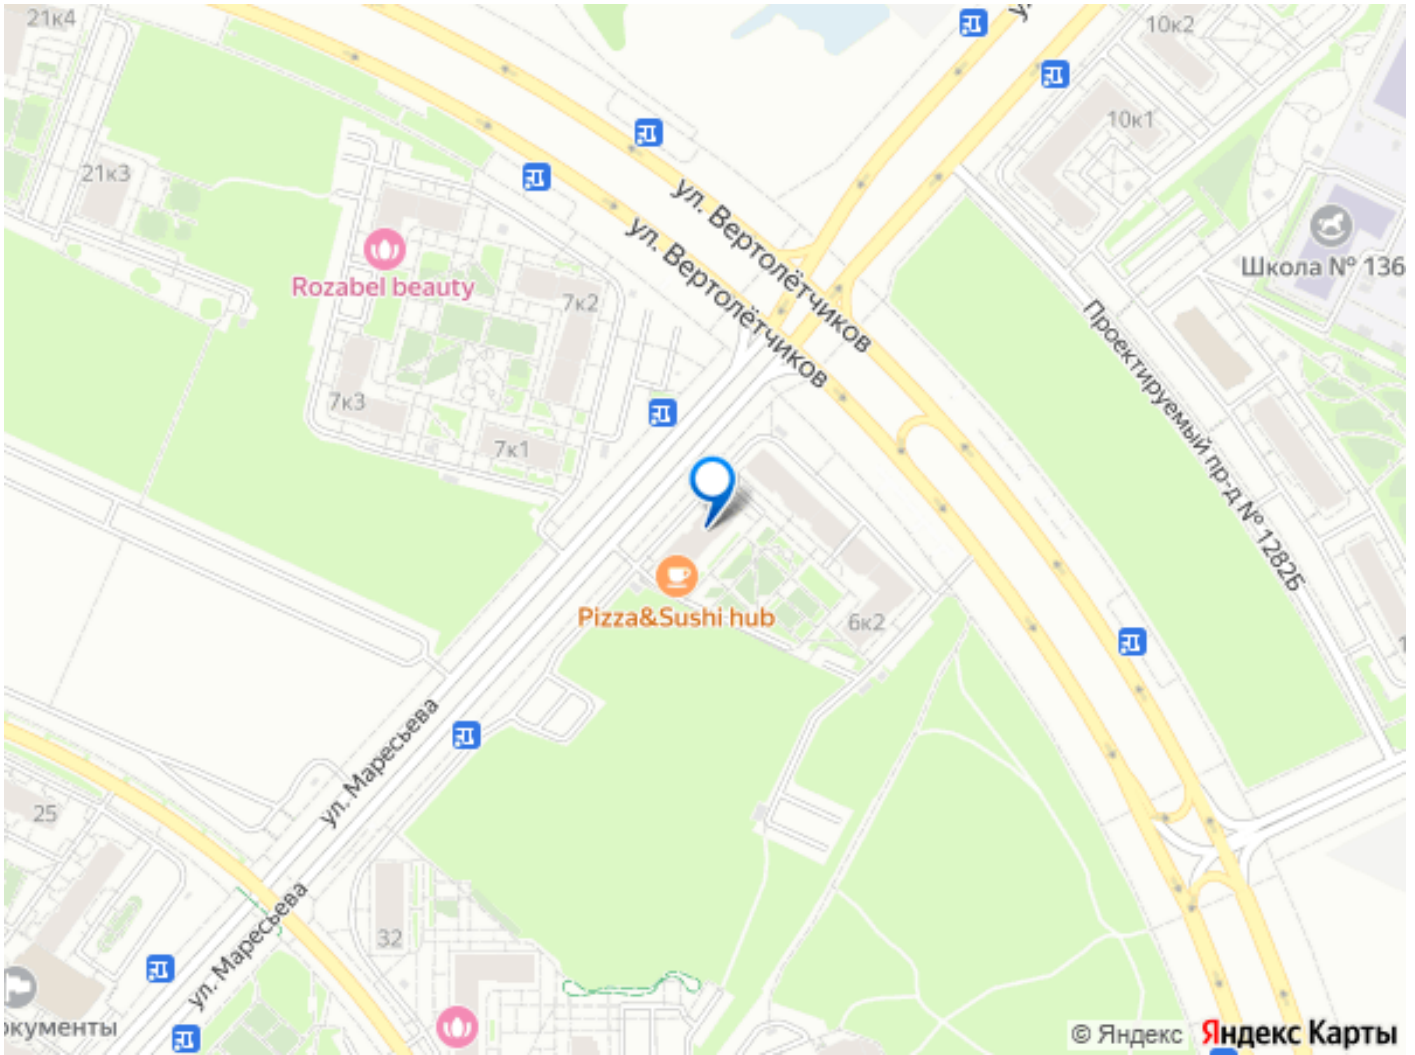 21к4
10к2
10к1
21к3
ул. Вертолётчиков
ул. Вертолётчиков
Школа № 136
Rozabel beauty
7к2
Проектируемый пр-д № 1282Б
7к3
7к1
Pizza&Sushi hub
6к2
ул. Маресьева
25
ул. Маресьева
32
окументы
© Яндекс
Яндекс Карты